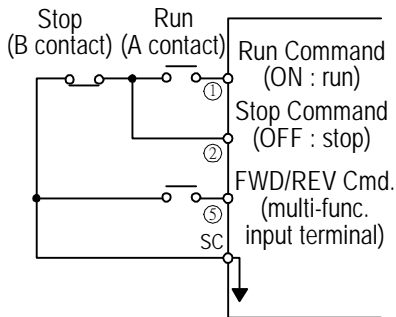 Stop
(B contact)
Run
(A contact)
Run Command
(ON : run)
①
Stop Command
(OFF : stop)
②
FWD/REV Cmd.
(multi-func.
input terminal)
⑤
SC